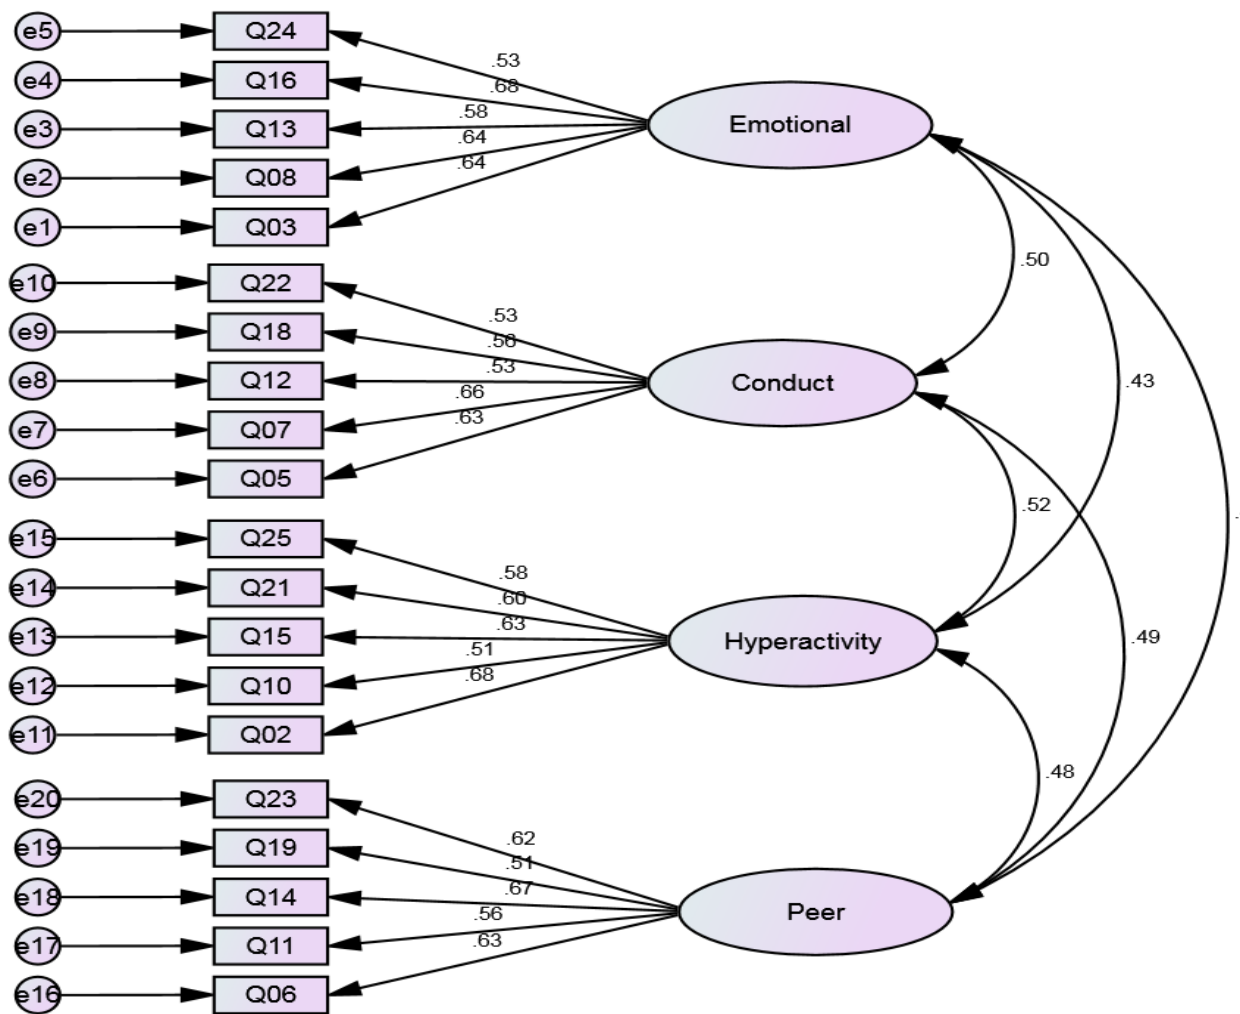 e5 Q24
.53
e4 Q16
.68
e3 Q13
.58
Emotional
e2 Q08
.64
e1 Q03
.64
.50
e10 Q22
.53
e9 Q18
.56
e8 Q12
.53
Conduct
.43
e7 Q07
.66
e6 Q05
.63
.52
e15 Q25
.58
e14 Q21
.60
e13 Q15
.63
Hyperactivity
.49
e12 Q10
.51
e11 Q02
.68
.48
e20 Q23
.62
e19 Q19
.51
e18 Q14
.67
Peer
e17 Q11
.56
e16 Q06
.63